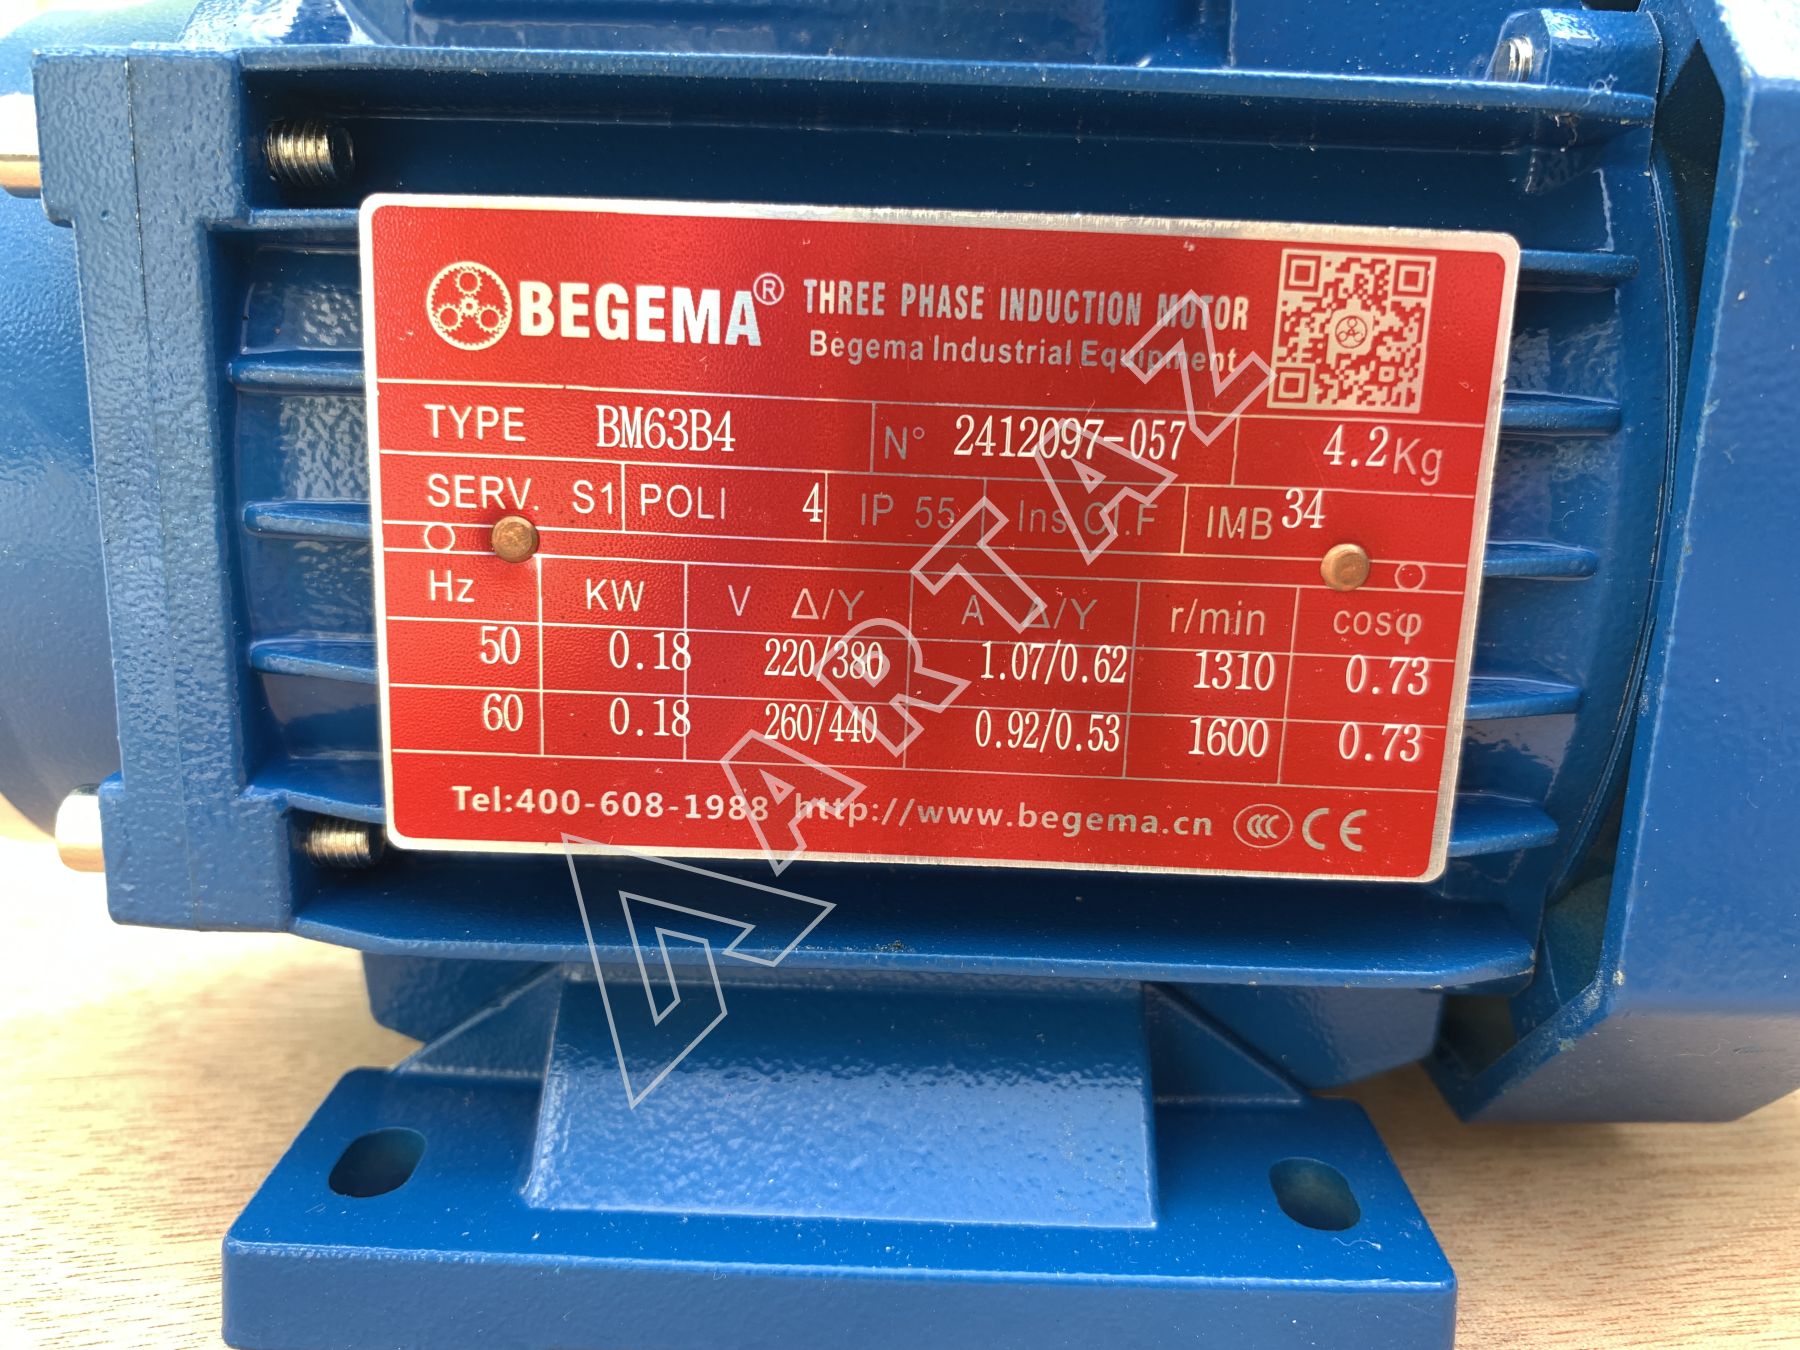 BEGEMA® THREE PHASE INDUCTION MOTOR
Begema Industrial Equipment
TYPE BM63B4 N° 2412097-057 4.2Kg
SERV. S1 POLI 4 IP 55 Ins.Cl.F IMB 34
Hz KW V Δ/Y A Δ/Y r/min cosφ
50 0.18 220/380 1.07/0.62 1310 0.73
60 0.18 260/440 0.92/0.53 1600 0.73
Tel:400-608-1988 http://www.begema.cn CCC CE
ARTAZ